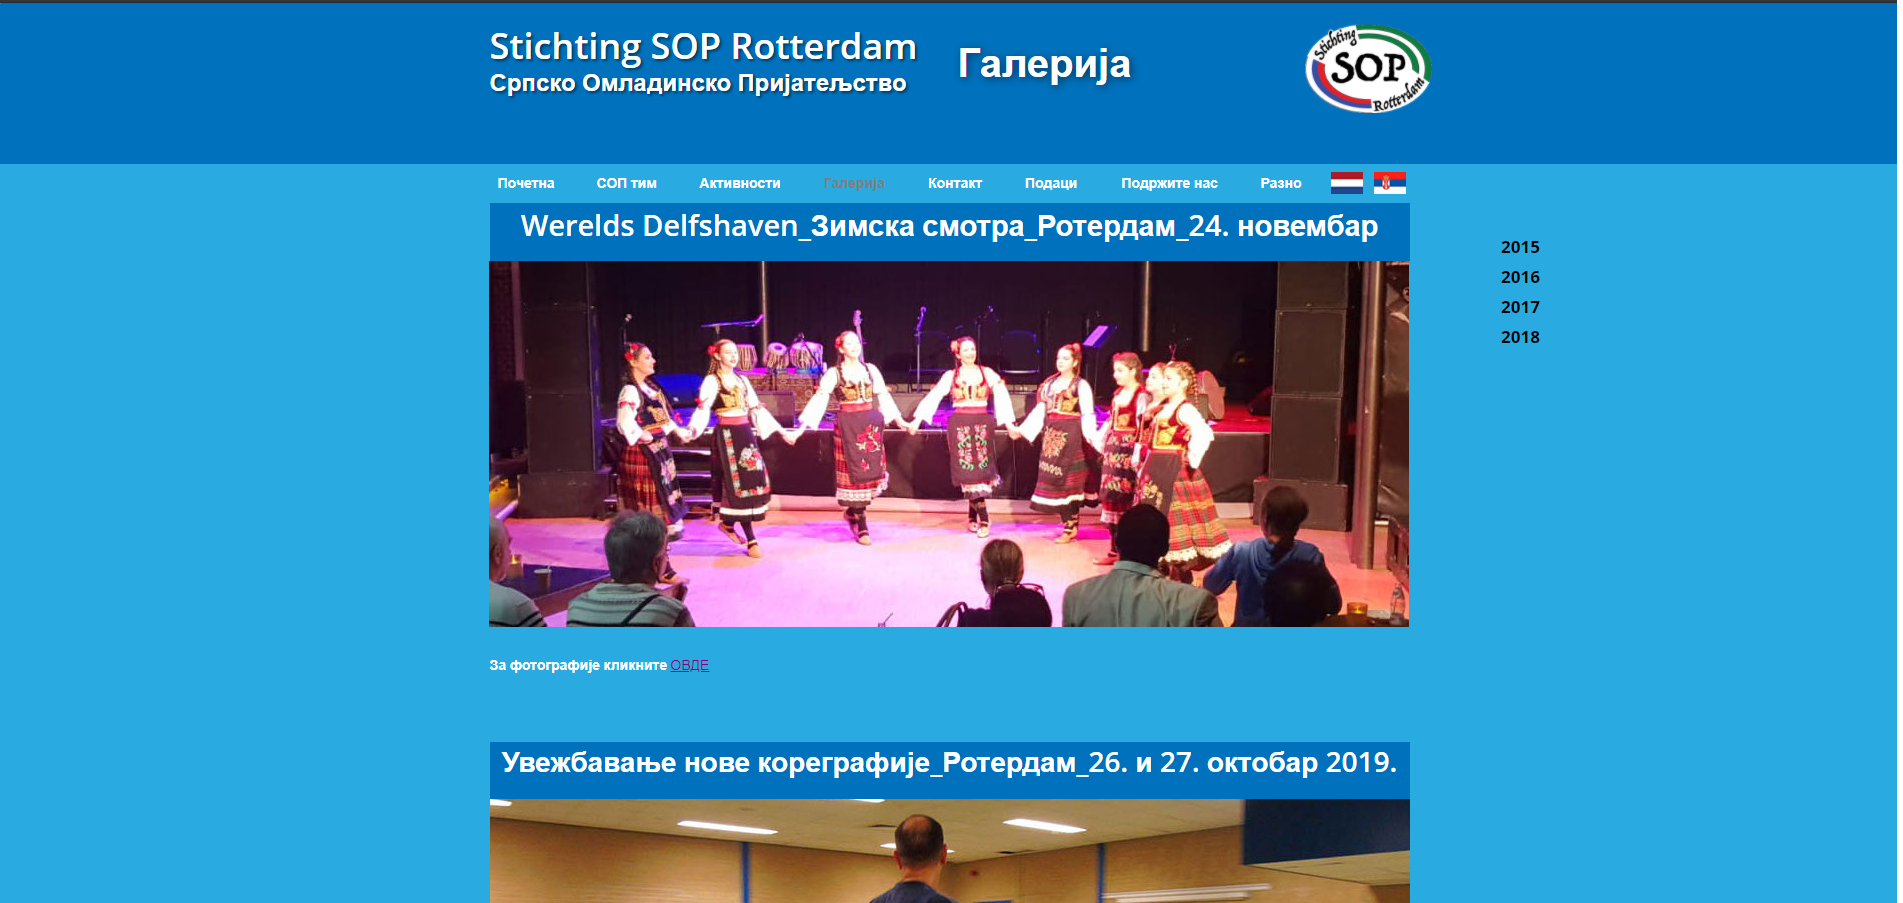 Stichting SOP Rotterdam
Српско Омладинско Пријатељство
Галерија
Stichting
SOP
Rotterdam
Почетна СОП тим Активности Галерија Контакт Подаци Подржите нас Разно
Werelds Delfshaven_Зимска смотра_Ротердам_24. новембар
2015
2016
2017
2018
За фотографије кликните ОВДЕ
Увежбавање нове кореграфије_Ротердам_26. и 27. октобар 2019.